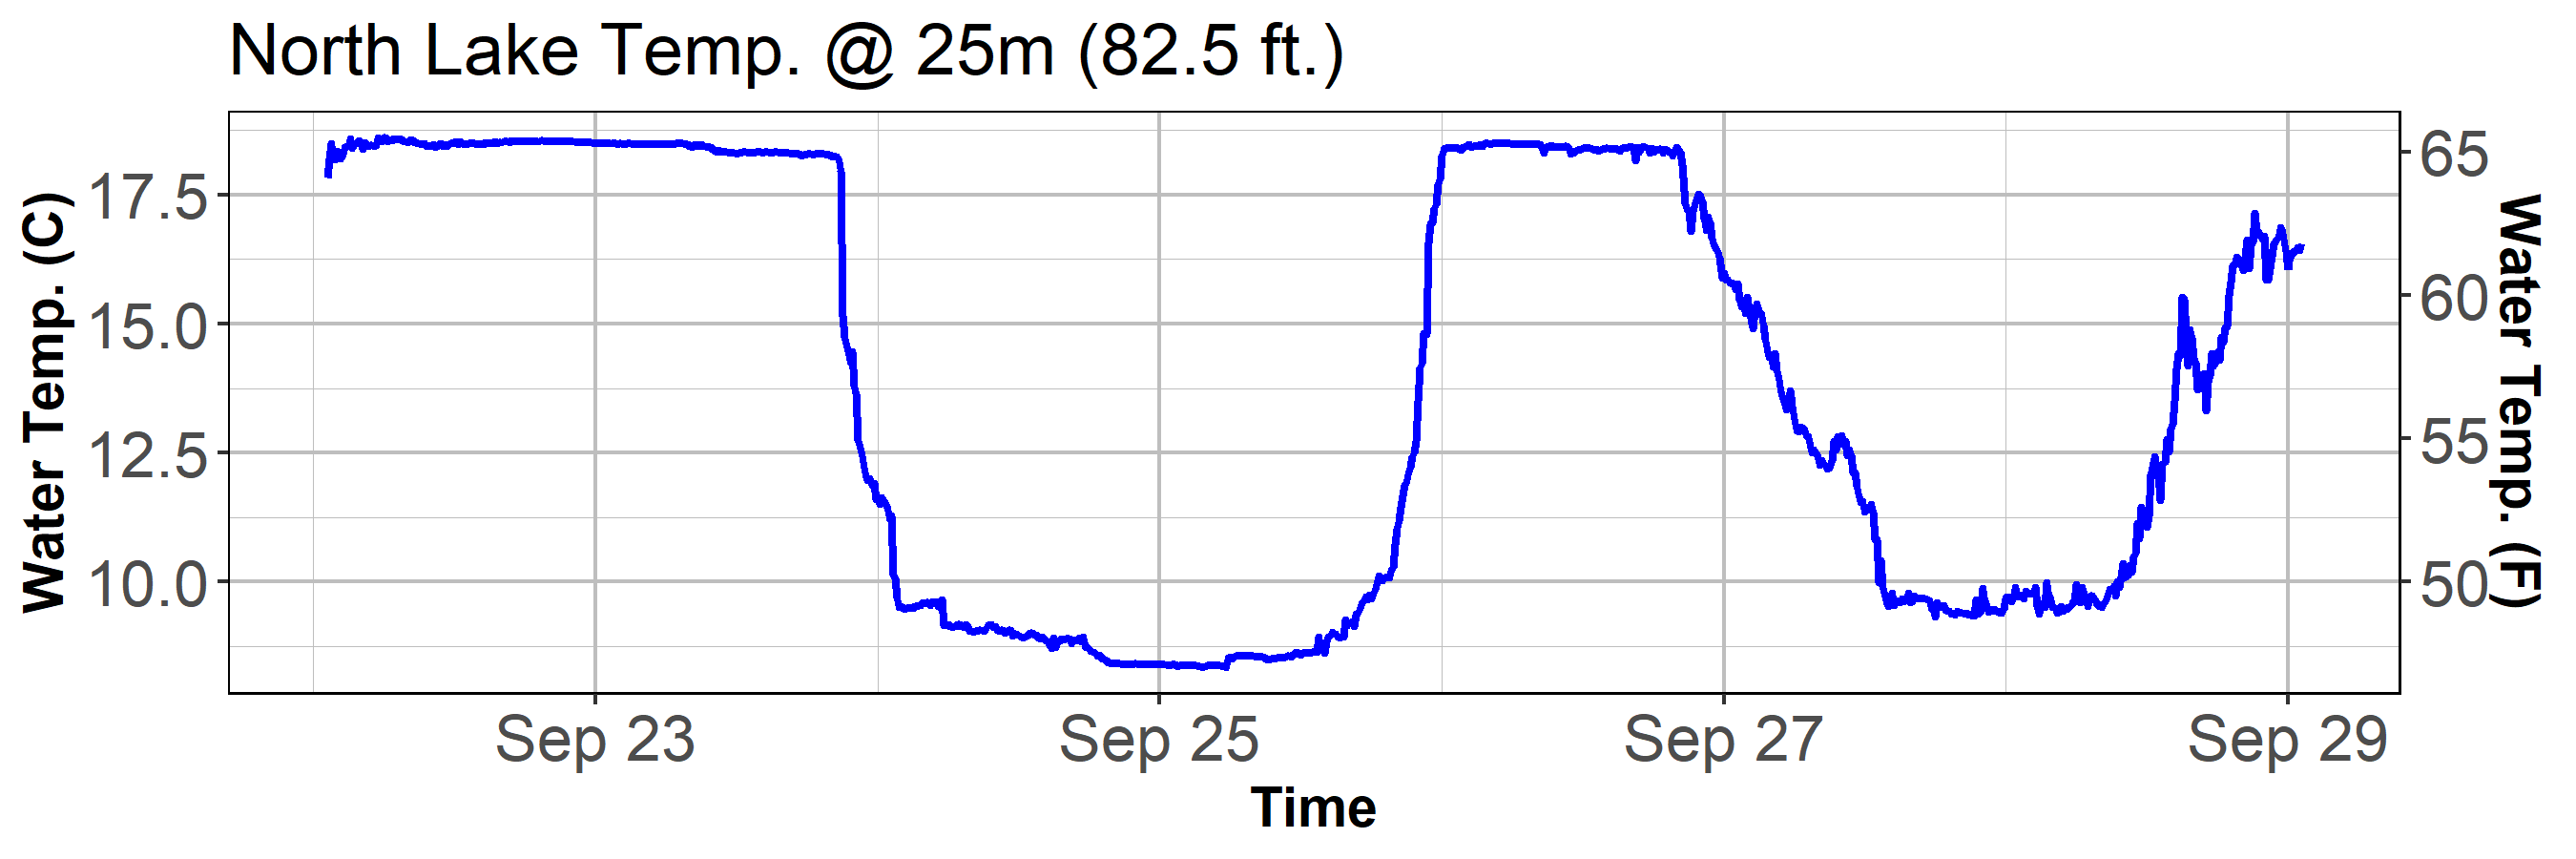 North Lake Temp. @ 25m (82.5 ft.)
Water Temp. (C)
17.5
15.0
12.5
10.0
65
60
55
50
Water Temp. (F)
Sep 23
Sep 25
Sep 27
Sep 29
Time